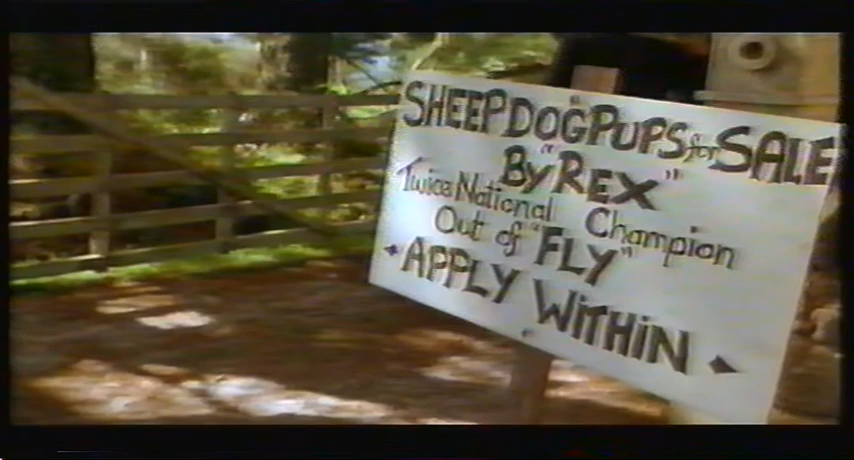 SHEEP DOG PUPS for SALE
By "REX"
Twice National Champion
Out of "FLY"
APPLY WITHIN